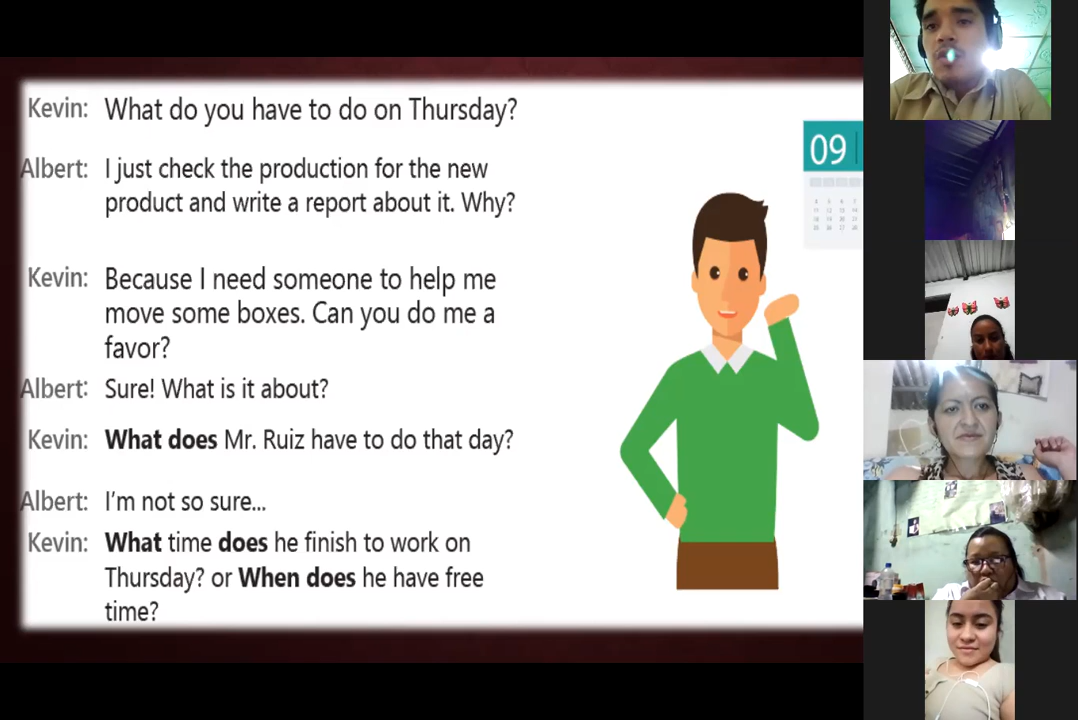 Kevin: What do you have to do on Thursday?
Albert: I just check the production for the new
product and write a report about it. Why?
Kevin: Because I need someone to help me
move some boxes. Can you do me a
favor?
Albert: Sure! What is it about?
Kevin: What does Mr. Ruiz have to do that day?
Albert: I'm not so sure...
Kevin: What time does he finish to work on
Thursday? or When does he have free
time?
09